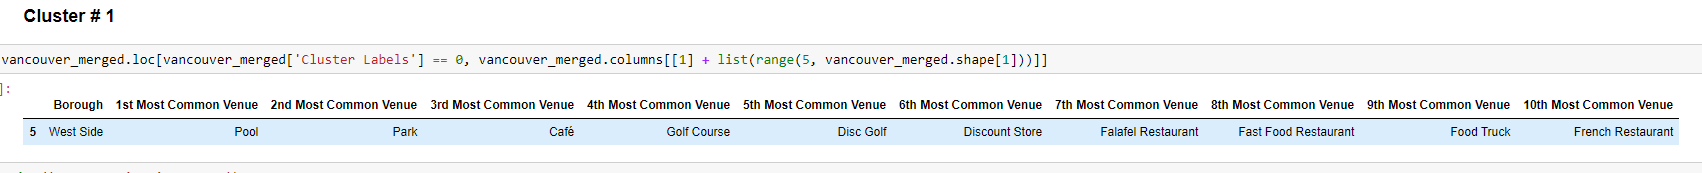 Cluster # 1
vancouver_merged.loc[vancouver_merged['Cluster Labels'] == 0, vancouver_merged.columns[[1] + list(range(5, vancouver_merged.shape[1]))]]
]:
Borough 1st Most Common Venue 2nd Most Common Venue 3rd Most Common Venue 4th Most Common Venue 5th Most Common Venue 6th Most Common Venue 7th Most Common Venue 8th Most Common Venue 9th Most Common Venue 10th Most Common Venue
5 West Side Pool Park Café Golf Course Disc Golf Discount Store Falafel Restaurant Fast Food Restaurant Food Truck French Restaurant